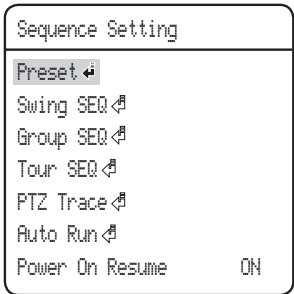 Sequence Setting
Preset ↲
Swing SEQ ↲
Group SEQ ↲
Tour SEQ ↲
PTZ Trace ↲
Auto Run ↲
Power On Resume ON